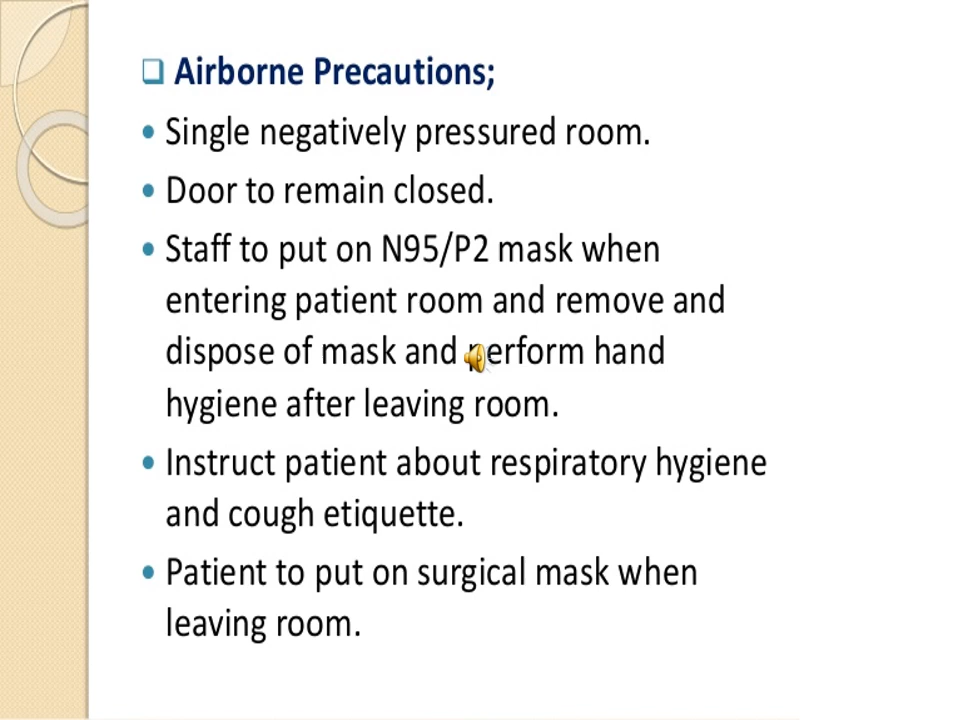 Airborne Precautions;
Single negatively pressured room.
Door to remain closed.
Staff to put on N95/P2 mask when
entering patient room and remove and
dispose of mask and perform hand
hygiene after leaving room.
Instruct patient about respiratory hygiene
and cough etiquette.
Patient to put on surgical mask when
leaving room.